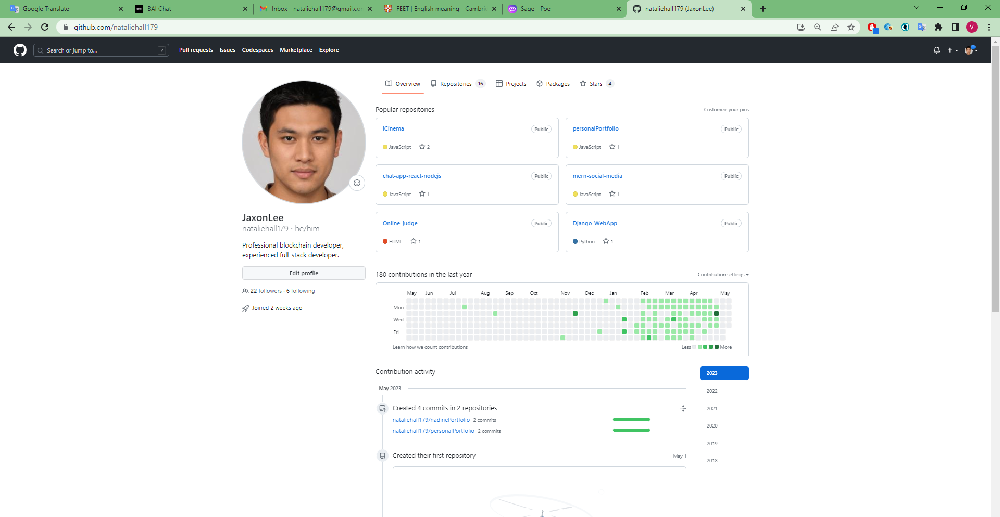 Google Translate
BAI Chat
Inbox - nataliehall179@gmail.co
FEET | English meaning - Cambri
Sage - Poe
nataliehall179 (JaxonLee)
github.com/nataliehall179
V
Search or jump to... /
Pull requests Issues Codespaces Marketplace Explore
Overview Repositories 16 Projects Packages Stars 4
Popular repositories Customize your pins
iCinema Public
JavaScript 2
personalPortfolio Public
JavaScript 1
chat-app-react-nodejs Public
JavaScript 1
mern-social-media Public
JavaScript 1
Online-judge Public
HTML 1
Django-WebApp Public
Python 1
JaxonLee
nataliehall179 · he/him
Professional blockchain developer,
experienced full-stack developer.
Edit profile
22 followers · 6 following
Joined 2 weeks ago
180 contributions in the last year Contribution settings
May Jun Jul Aug Sep Oct Nov Dec Jan Feb Mar Apr May
Mon
Wed
Fri
Learn how we count contributions Less More
Contribution activity
2023
2022
2021
2020
2019
2018
May 2023
Created 4 commits in 2 repositories
nataliehall179/nadinePortfolio 2 commits
nataliehall179/personalPortfolio 2 commits
Created their first repository May 1